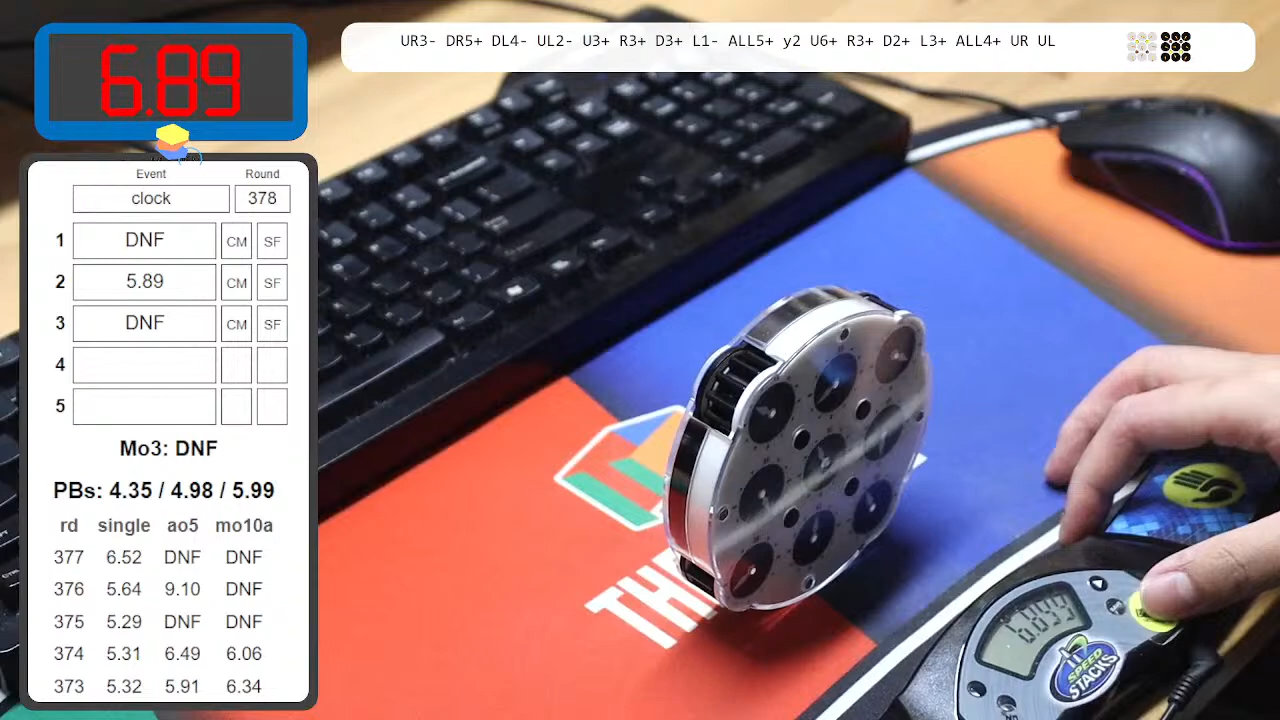 6.89
UR3- DR5+ DL4- UL2- U3+ R3+ D3+ L1- ALL5+ y2 U6+ R3+ D2+ L3+ ALL4+ UR UL
Event Round
clock 378
1 DNF CM SF
2 5.89 CM SF
3 DNF CM SF
4
5
Mo3: DNF
PBs: 4.35 / 4.98 / 5.99
rd single ao5 mo10a
377 6.52 DNF DNF
376 5.64 9.10 DNF
375 5.29 DNF DNF
374 5.31 6.49 6.06
373 5.32 5.91 6.34
SPEED
STACKS